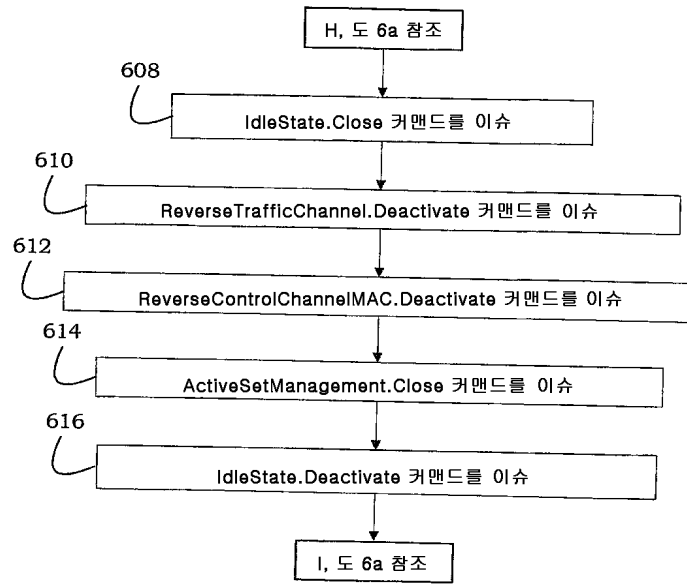 H, 도 6a 참조
608
IdleState.Close 커맨드를 이슈
610
ReverseTrafficChannel.Deactivate 커맨드를 이슈
612
ReverseControlChannelMAC.Deactivate 커맨드를 이슈
614
ActiveSetManagement.Close 커맨드를 이슈
616
IdleState.Deactivate 커맨드를 이슈
I, 도 6a 참조